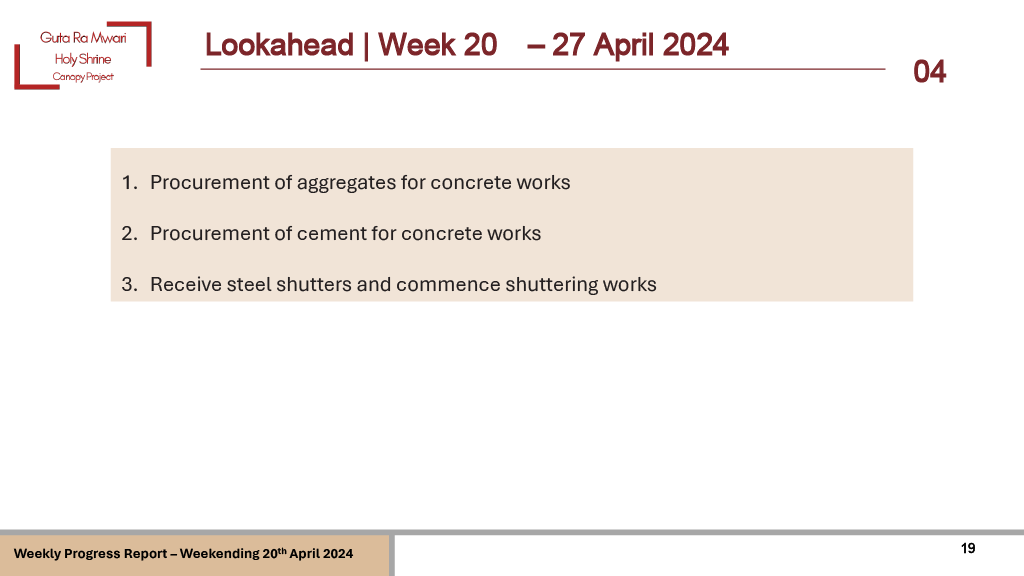 Guta Ra Mwari
Holy Shrine
Canopy Project
Lookahead | Week 20 – 27 April 2024
04
1. Procurement of aggregates for concrete works
2. Procurement of cement for concrete works
3. Receive steel shutters and commence shuttering works
Weekly Progress Report – Weekending 20th April 2024
19